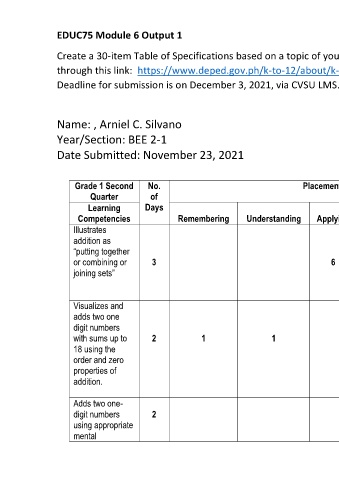 EDUC75 Module 6 Output 1
Create a 30-item Table of Specifications based on a topic of you
through this link: https://www.deped.gov.ph/k-to-12/about/k-
Deadline for submission is on December 3, 2021, via CVSU LMS.
Name: , Arniel C. Silvano
Year/Section: BEE 2-1
Date Submitted: November 23, 2021
Grade 1 Second
Quarter
Learning
Competencies
No.
of
Days
Placemen
Remembering
Understanding
Applyi
Illustrates
addition as
“putting together
or combining or
joining sets”
3
6
Visualizes and
adds two one
digit numbers
with sums up to
18 using the
order and zero
properties of
addition.
2
1
1
Adds two one-
digit numbers
using appropriate
mental
2